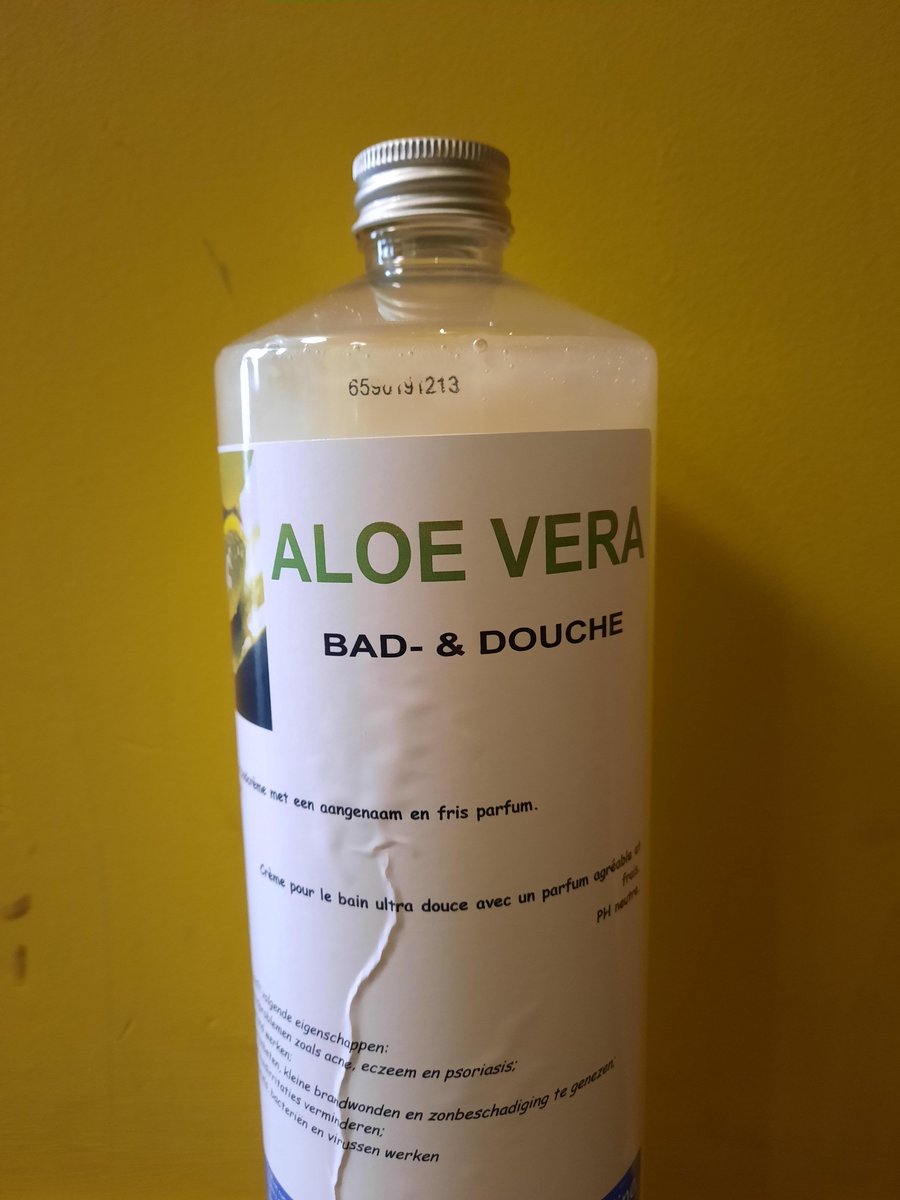 ALOE VERA
BAD- & DOUCHE
met een aangenaam en fris parfum.
Crème pour le bain ultra douce avec un parfum agréable et
frais.
PH neutre.
volgende eigenschappen:
zoals acne, eczeem en psoriasis;
werken;
kleine brandwonden en zonbeschadiging te genezen;
verminderen;
bacteriën en virussen werken